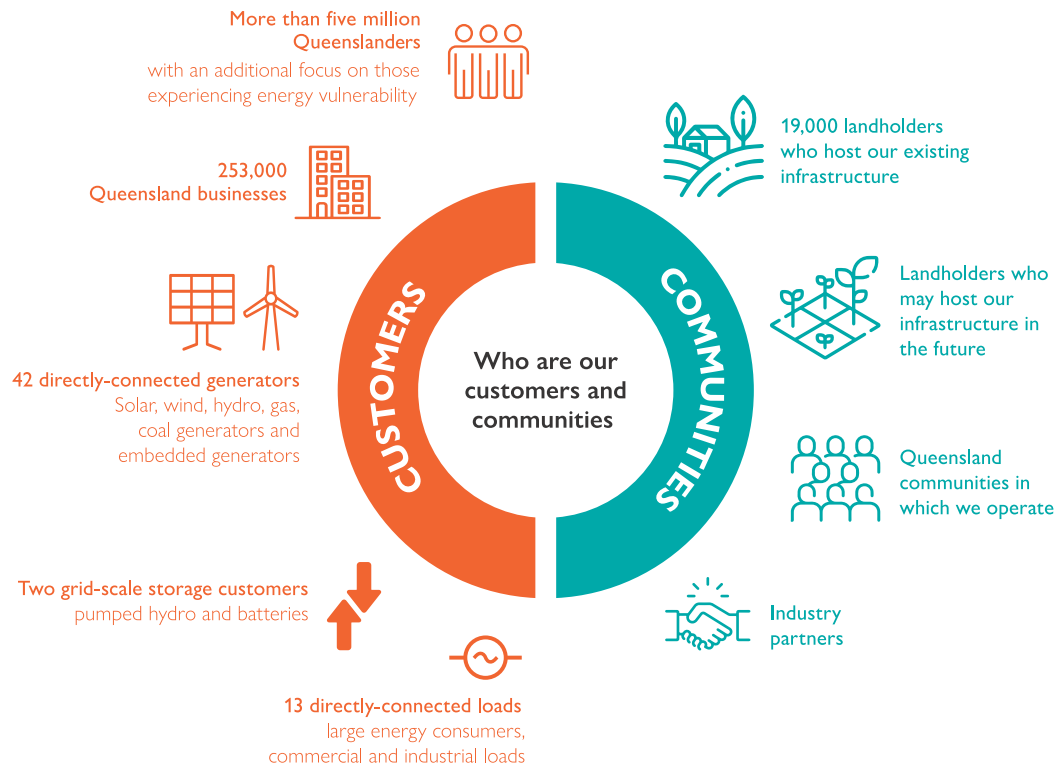 More than five million
Queenslanders
with an additional focus on those
experiencing energy vulnerability
253,000
Queensland businesses
42 directly-connected generators
Solar, wind, hydro, gas,
coal generators and
embedded generators
Two grid-scale storage customers
pumped hydro and batteries
13 directly-connected loads
large energy consumers,
commercial and industrial loads
CUSTOMERS
Who are our
customers and
communities
COMMUNITIES
19,000 landholders
who host our existing
infrastructure
Landholders who
may host our
infrastructure in
the future
Queensland
communities in
which we operate
Industry
partners